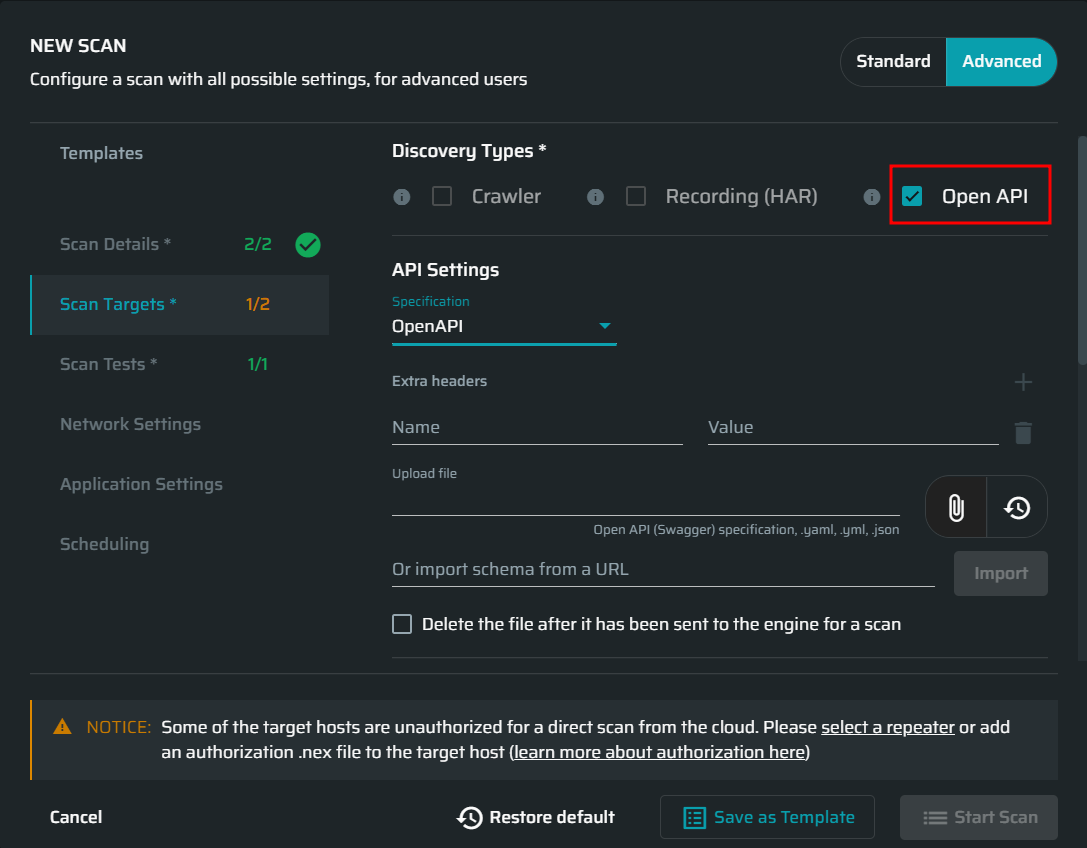 NEW SCAN
Configure a scan with all possible settings, for advanced users
Standard
Advanced
Templates
Scan Details * 2/2
Scan Targets * 1/2
Scan Tests * 1/1
Network Settings
Application Settings
Scheduling
Discovery Types *
Crawler
Recording (HAR)
Open API
API Settings
Specification
OpenAPI
Extra headers
Name
Value
Upload file
Open API (Swagger) specification, .yaml, .yml, .json
Or import schema from a URL
Import
Delete the file after it has been sent to the engine for a scan
NOTICE: Some of the target hosts are unauthorized for a direct scan from the cloud. Please select a repeater or add
an authorization .nex file to the target host (learn more about authorization here)
Cancel
Restore default
Save as Template
Start Scan